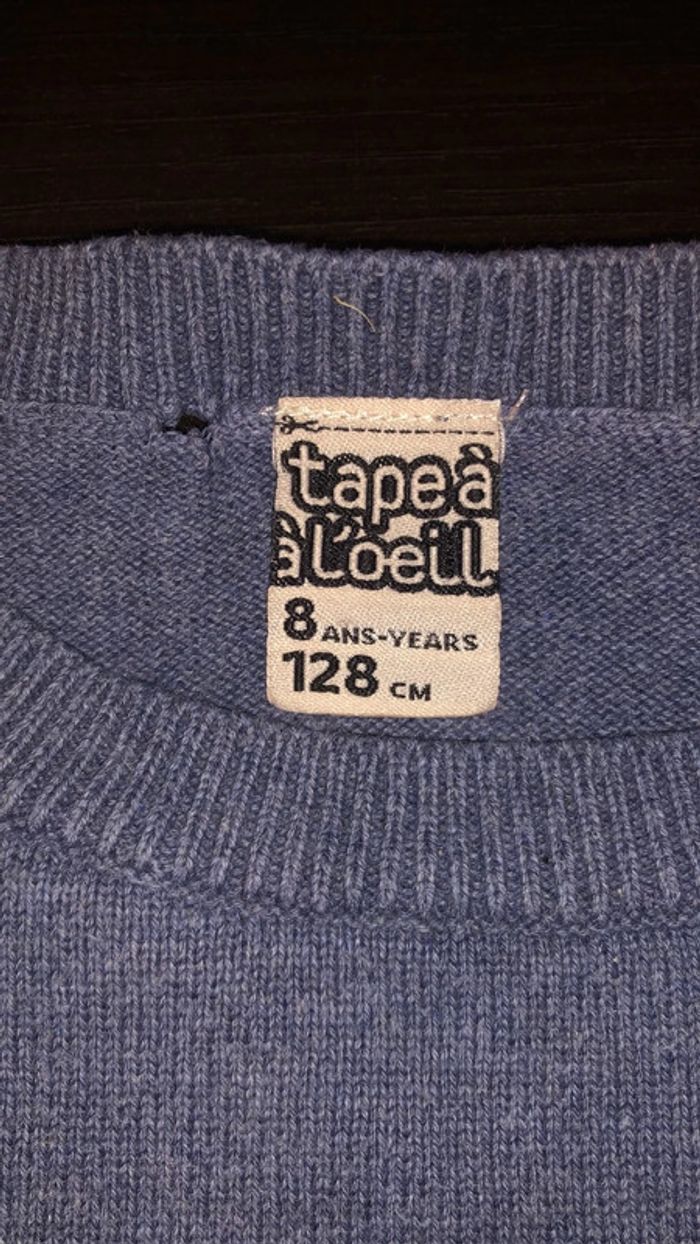 tape à
à l'oeil
8 ANS-YEARS
128 CM